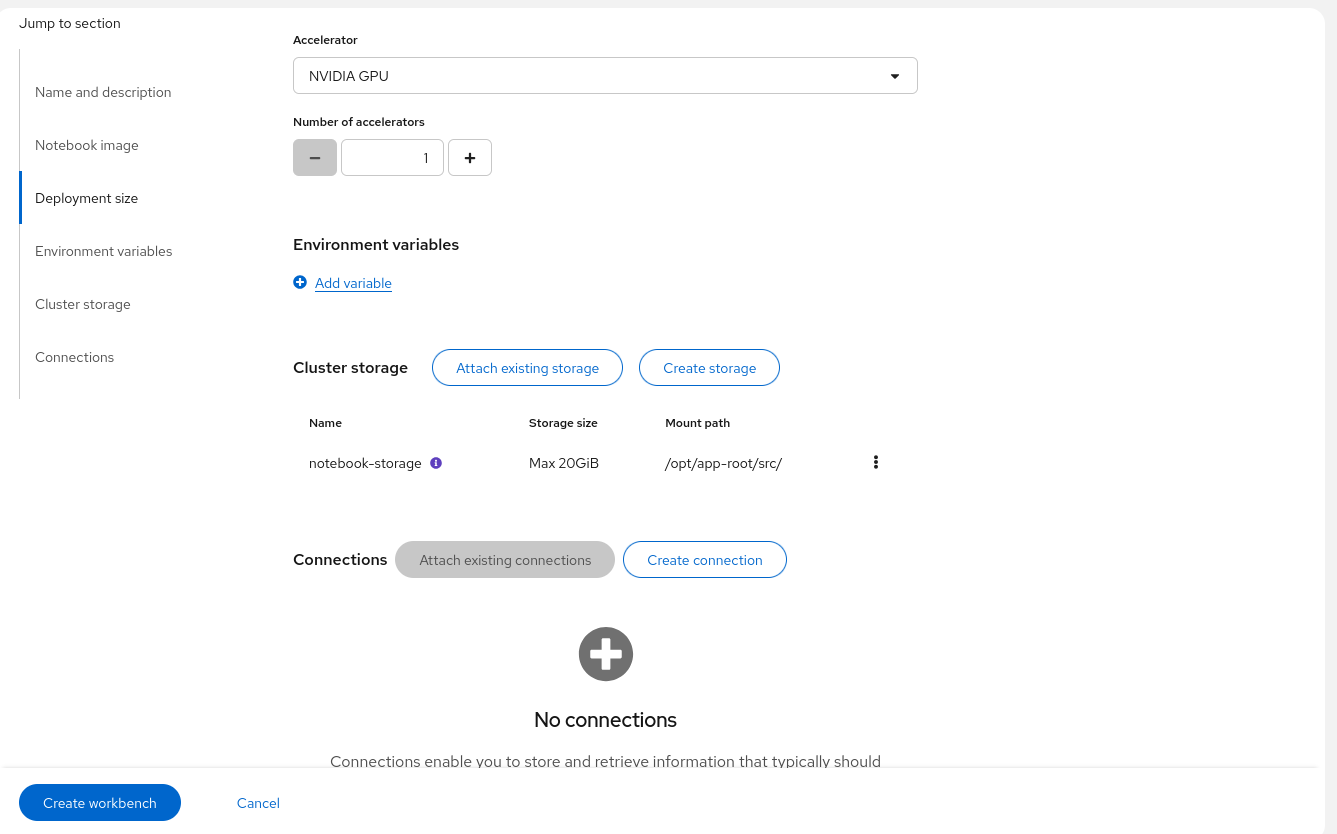 Jump to section
Name and description
Notebook image
Deployment size
Environment variables
Cluster storage
Connections
Accelerator
NVIDIA GPU
Number of accelerators
1
Environment variables
Add variable
Cluster storage
Attach existing storage
Create storage
Name Storage size Mount path
notebook-storage Max 20GiB /opt/app-root/src/
Connections
Attach existing connections
Create connection
No connections
Connections enable you to store and retrieve information that typically should
Create workbench
Cancel